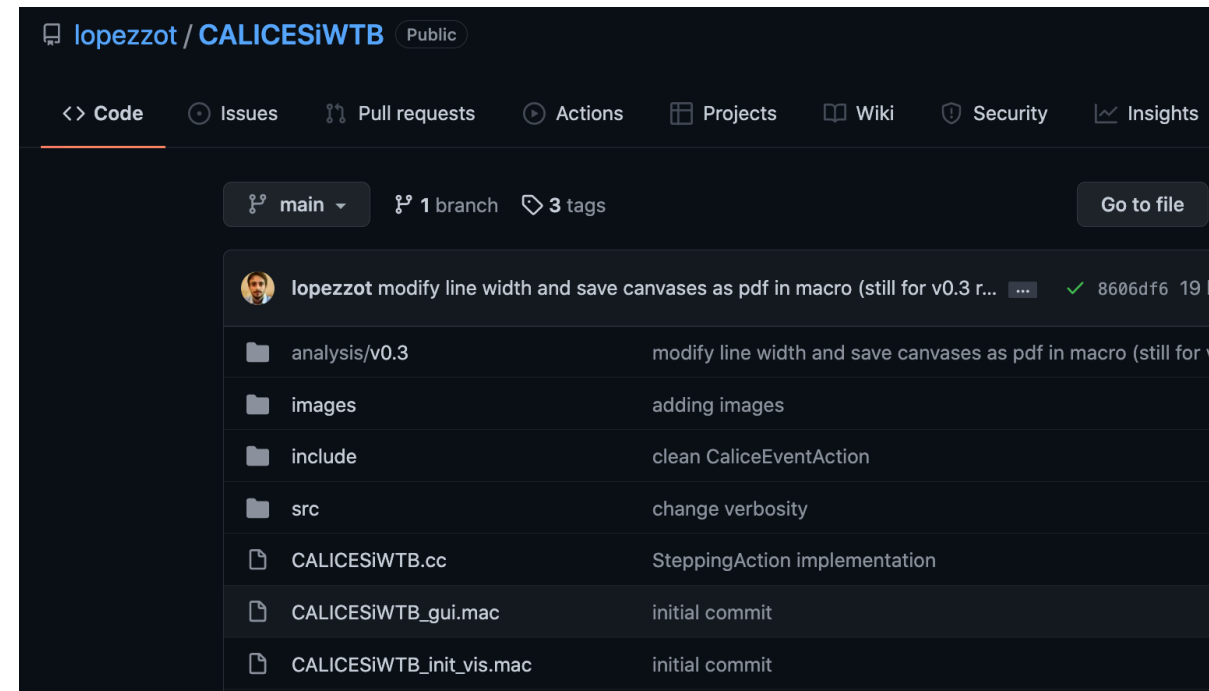 lopezzot / CALICESiWTB Public
Code Issues Pull requests Actions Projects Wiki Security Insights
main 1 branch 3 tags Go to file
lopezzot modify line width and save canvases as pdf in macro (still for v0.3 r... ... 8606df6 19
analysis/v0.3 modify line width and save canvases as pdf in macro (still for
images adding images
include clean CaliceEventAction
src change verbosity
CALICESiWTB.cc SteppingAction implementation
CALICESiWTB_gui.mac initial commit
CALICESiWTB_init_vis.mac initial commit